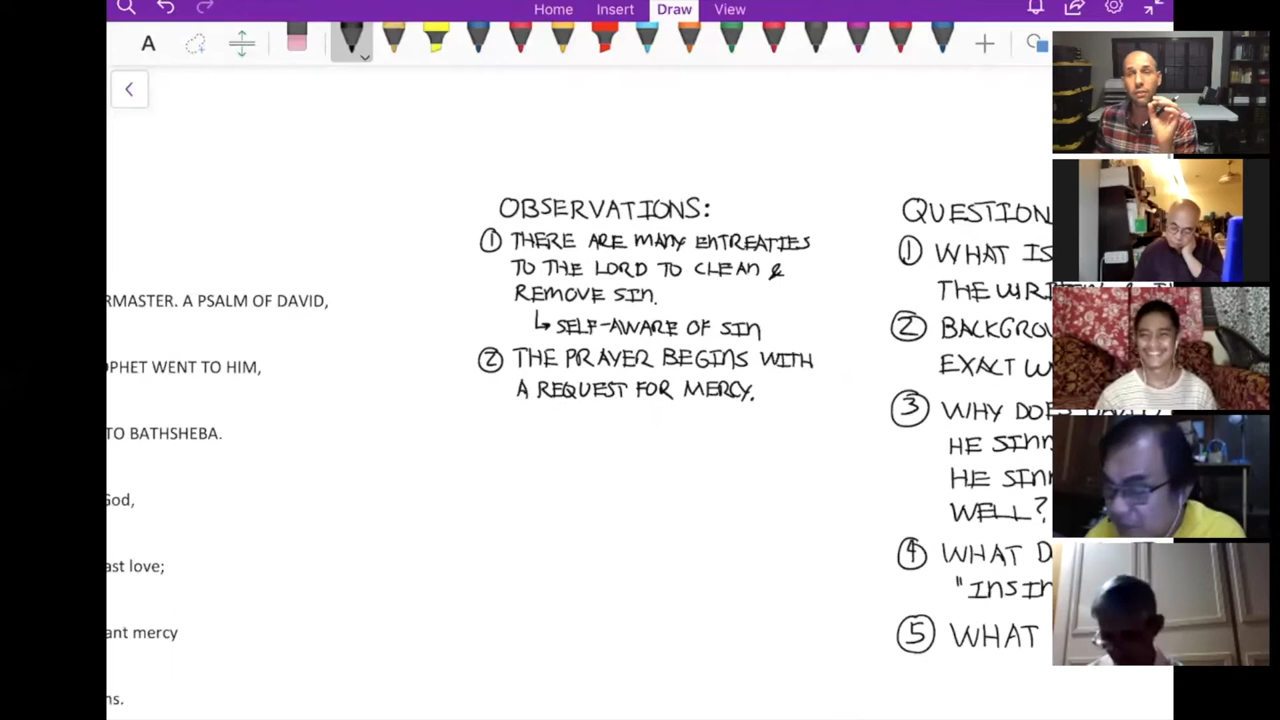 Home Insert Draw View
A
RMASTER. A PSALM OF DAVID,
OPHET WENT TO HIM,
TO BATHSHEBA.
God,
ast love;
ant mercy
ns.
OBSERVATIONS:
① THERE ARE MANY ENTREATIES
TO THE LORD TO CLEAN &
REMOVE SIN.
↳ SELF-AWARE OF SIN
② THE PRAYER BEGINS WITH
A REQUEST FOR MERCY.
QUESTION
① WHAT IS
THE
② BACKGROU
EXACT
③ WHY DOES DAVID
HE SINN
HE SINN
WELL?
④ WHAT D
"INSIN
⑤ WHAT